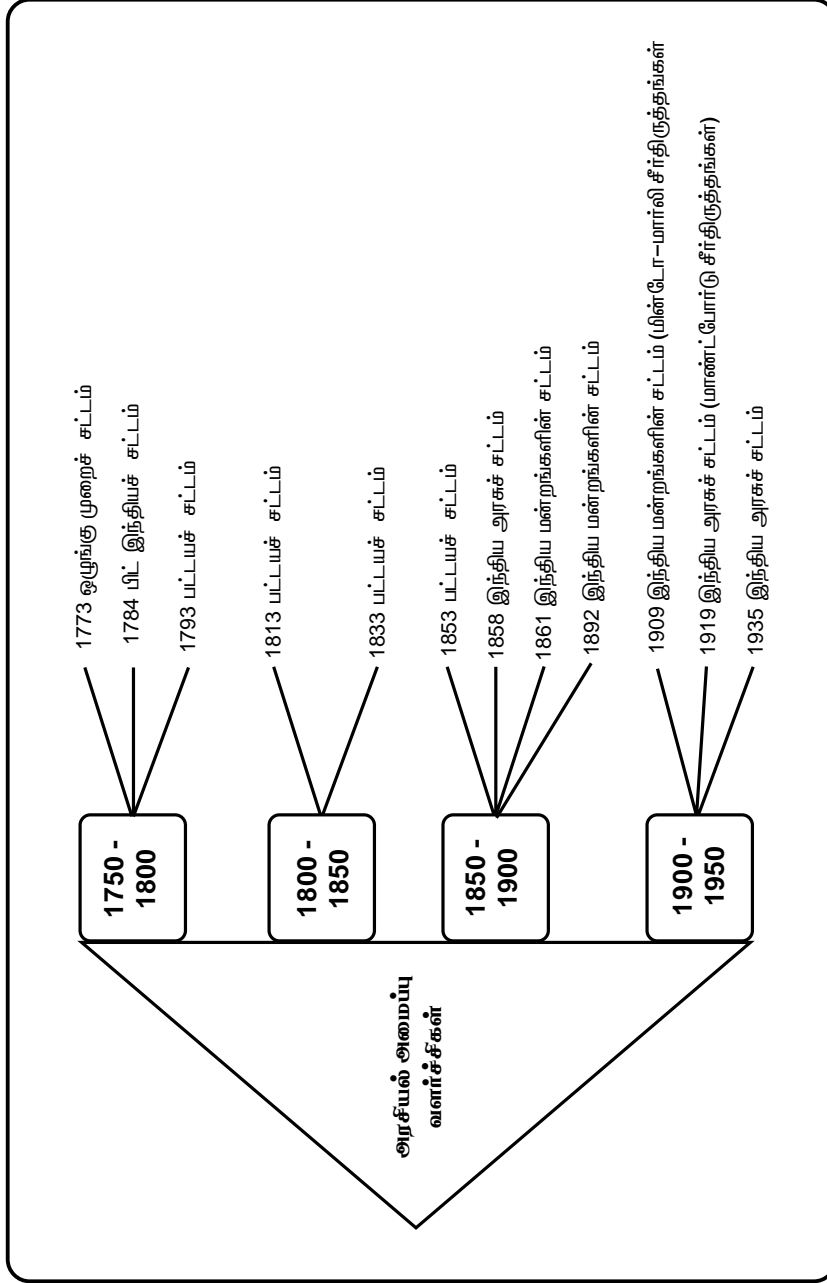 அரசியல் அமைப்பு
வளர்ச்சிகள்
1750 -
1800
1773 ஒழுங்கு முறைச் சட்டம்
1784 பிட் இந்தியச் சட்டம்
1793 பட்டயச் சட்டம்
1800 -
1850
1813 பட்டயச் சட்டம்
1833 பட்டயச் சட்டம்
1850 -
1900
1853 பட்டயச் சட்டம்
1858 இந்திய அரசுச் சட்டம்
1861 இந்திய மன்றங்களின் சட்டம்
1892 இந்திய மன்றங்களின் சட்டம்
1900 -
1950
1909 இந்திய மன்றங்களின் சட்டம் (மின்டோ–மார்லி சீர்திருத்தங்கள்
1919 இந்திய அரசுச் சட்டம் (மாண்ட்போர்டு சீர்திருத்தங்கள்)
1935 இந்திய அரசுச் சட்டம்